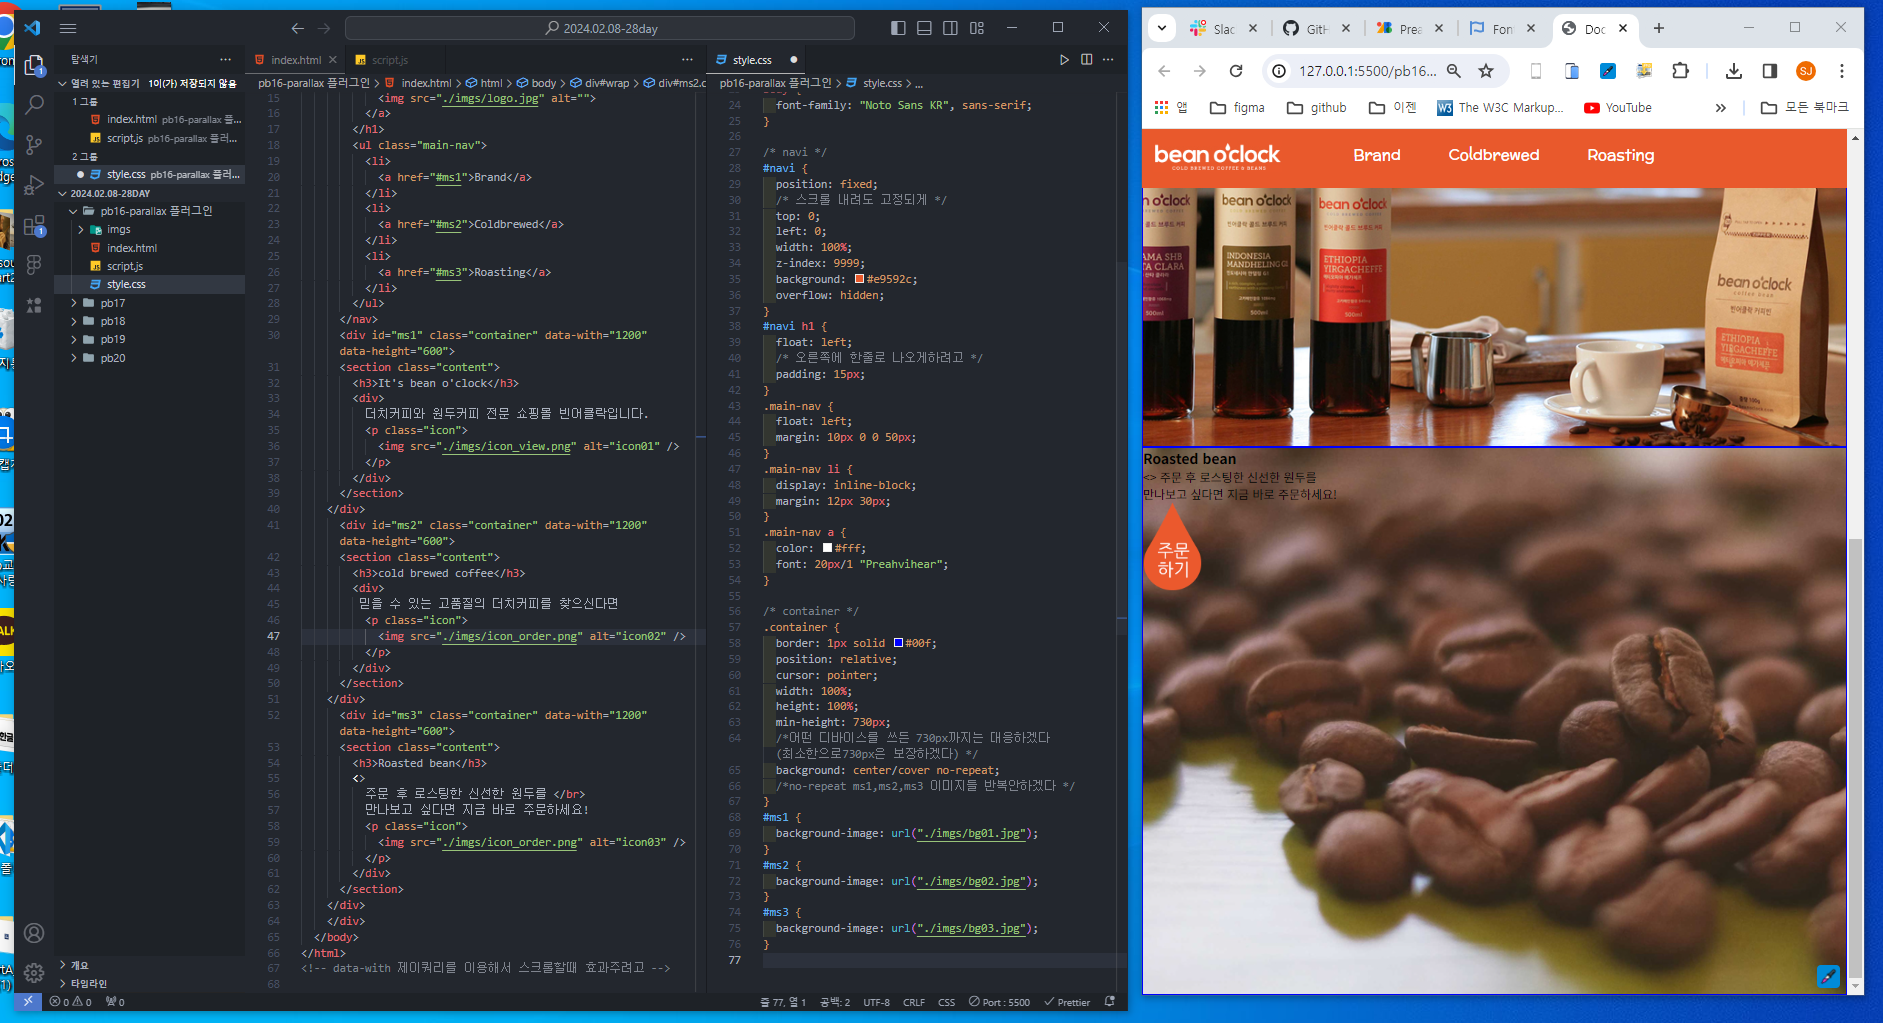 2024.02.08-28day
탐색기
열려 있는 편집기 1이(가) 저장되지 않음
1 그룹
index.html pb16-parallax 플...
script.js pb16-parallax 플러...
2 그룹
style.css pb16-parallax 플러...
2024.02.08-28DAY
pb16-parallax 플러그인
imgs
index.html
script.js
style.css
pb17
pb18
pb19
pb20
개요
타임라인
index.html
script.js
pb16-parallax 플러그인 > index.html > html > body > div#wrap > div#ms2.c
15 <img src="./imgs/logo.jpg" alt="">
16 </a>
17 </h1>
18 <ul class="main-nav">
19 <li>
20 <a href="#ms1">Brand</a>
21 </li>
22 <li>
23 <a href="#ms2">Coldbrewed</a>
24 </li>
25 <li>
26 <a href="#ms3">Roasting</a>
27 </li>
28 </ul>
29 </nav>
30 <div id="ms1" class="container" data-with="1200"
data-height="600">
31 <section class="content">
32 <h3>It's bean o'clock</h3>
33 <div>
34 더치커피와 원두커피 전문 쇼핑몰 빈어클락입니다.
35 <p class="icon">
36 <img src="./imgs/icon_view.png" alt="icon01" />
37 </p>
38 </div>
39 </section>
40 </div>
41 <div id="ms2" class="container" data-with="1200"
data-height="600">
42 <section class="content">
43 <h3>cold brewed coffee</h3>
44 <div>
45 믿을 수 있는 고품질의 더치커피를 찾으신다면
46 <p class="icon">
47 <img src="./imgs/icon_order.png" alt="icon02" />
48 </p>
49 </div>
50 </section>
51 </div>
52 <div id="ms3" class="container" data-with="1200"
data-height="600">
53 <section class="content">
54 <h3>Roasted bean</h3>
55 <>
56 주문 후 로스팅한 신선한 원두를 </br>
57 만나보고 싶다면 지금 바로 주문하세요!
58 <p class="icon">
59 <img src="./imgs/icon_order.png" alt="icon03" />
60 </p>
61 </div>
62 </section>
63 </div>
64 </div>
65 </body>
66 </html>
67 <!-- data-with 제이쿼리를 이용해서 스크롤할때 효과주려고 -->
68
style.css
pb16-parallax 플러그인 > style.css > ...
24 font-family: "Noto Sans KR", sans-serif;
25 }
26
27 /* navi */
28 #navi {
29 position: fixed;
30 /* 스크롤 내려도 고정되게 */
31 top: 0;
32 left: 0;
33 width: 100%;
34 z-index: 9999;
35 background: #e9592c;
36 overflow: hidden;
37 }
38 #navi h1 {
39 float: left;
40 /* 오른쪽에 한줄로 나오게하려고 */
41 padding: 15px;
42 }
43 .main-nav {
44 float: left;
45 margin: 10px 0 0 50px;
46 }
47 .main-nav li {
48 display: inline-block;
49 margin: 12px 30px;
50 }
51 .main-nav a {
52 color: #fff;
53 font: 20px/1 "Preahvihear";
54 }
55
56 /* container */
57 .container {
58 border: 1px solid #00f;
59 position: relative;
60 cursor: pointer;
61 width: 100%;
62 height: 100%;
63 min-height: 730px;
64 /*어떤 디바이스를 쓰든 730px까지는 대응하겠다
(최소한으로730px은 보장하겠다) */
65 background: center/cover no-repeat;
66 /*no-repeat ms1,ms2,ms3 이미지들 반복안하겠다 */
67 }
68 #ms1 {
69 background-image: url("./imgs/bg01.jpg");
70 }
71 #ms2 {
72 background-image: url("./imgs/bg02.jpg");
73 }
74 #ms3 {
75 background-image: url("./imgs/bg03.jpg");
76 }
77
0 0 0
줄 77, 열 1 공백: 2 UTF-8 CRLF CSS Port : 5500 Prettier
Slac
GitH
Prea
Fon
Doc
127.0.0.1:5500/pb16...
SJ
앱
figma
github
이젠
The W3C Markup...
YouTube
모든 북마크
bean o'clock
COLD BREWED COFFEE & BEANS
Brand Coldbrewed Roasting
bean o'clock
AMA SHB
TA CLARA
500ml
INDONESIA
MANDHELING G1
500ml
ETHIOPIA
YIRGACHEFFE
500ml
bean o'clock
coffee bean
ETHIOPIA
YIRGACHEFFE
Roasted bean
<> 주문 후 로스팅한 신선한 원두를
만나보고 싶다면 지금 바로 주문하세요!
주문
하기